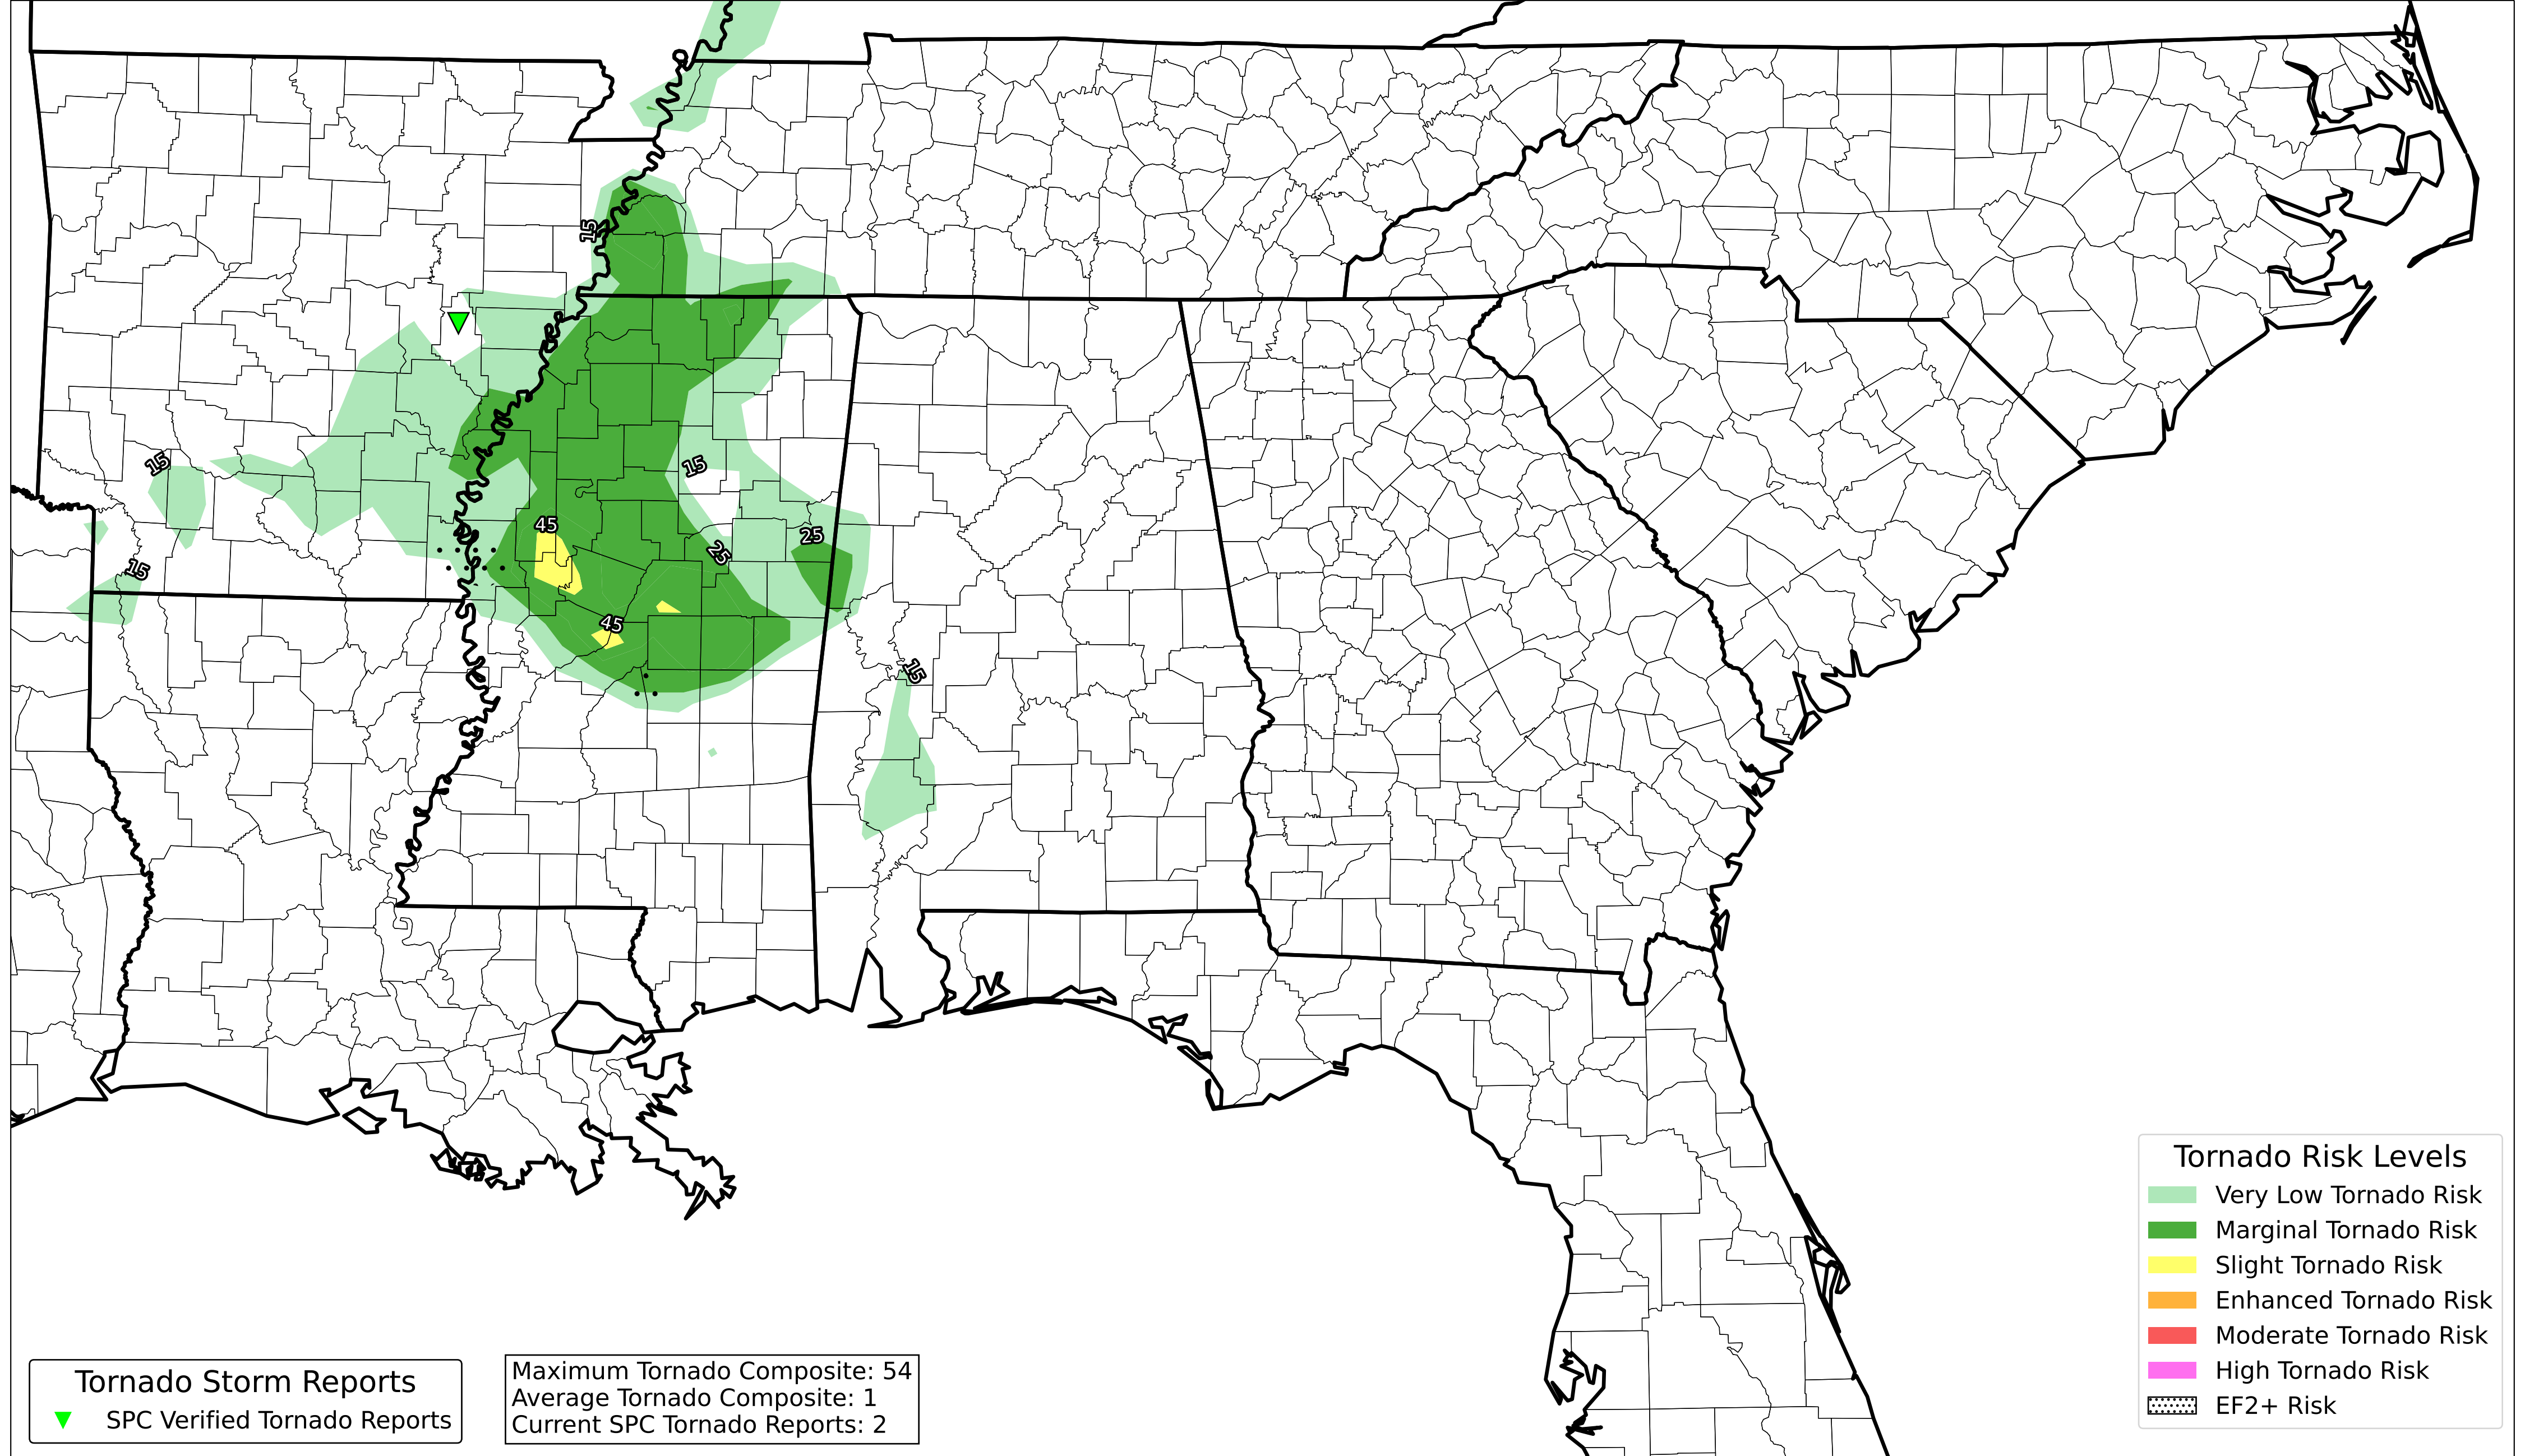 15
15
15
45
25
25
15
45
15
Tornado Risk Levels
Very Low Tornado Risk
Marginal Tornado Risk
Slight Tornado Risk
Enhanced Tornado Risk
Moderate Tornado Risk
High Tornado Risk
EF2+ Risk
Tornado Storm Reports
SPC Verified Tornado Reports
Maximum Tornado Composite: 54
Average Tornado Composite: 1
Current SPC Tornado Reports: 2